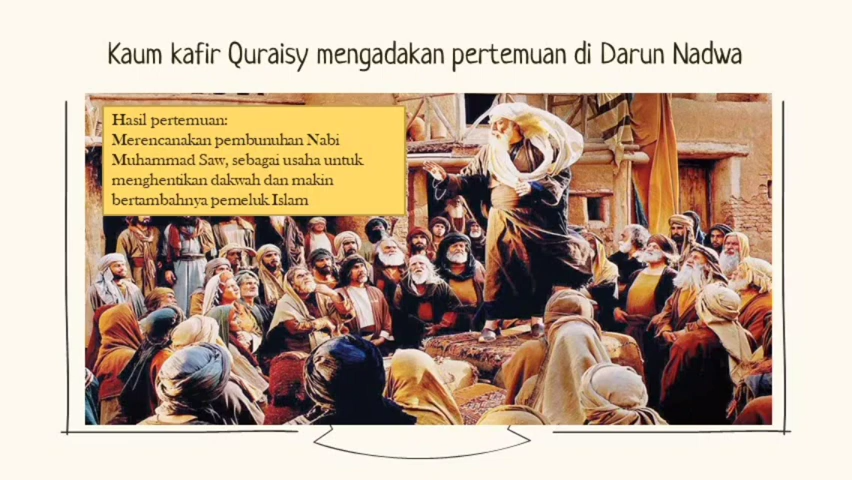 Kaum kafir Quraisy mengadakan pertemuan di Darun Nadwa
Hasil pertemuan:
Merencanakan pembunuhan Nabi
Muhammad Saw, sebagai usaha untuk
menghentikan dakwah dan makin
bertambahnya pemeluk Islam